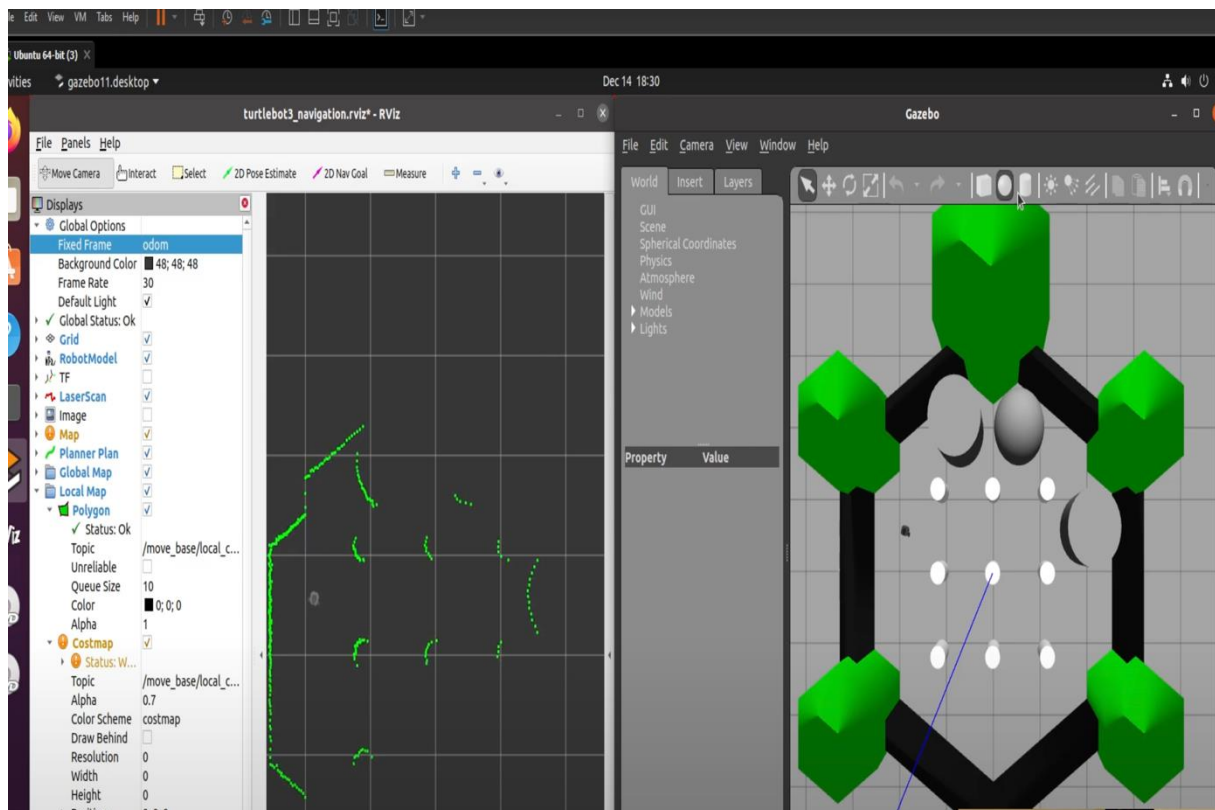 le Edit View VM Tabs Help
Ubuntu 64-bit (3) X
vities gazebo11.desktop ▾ Dec 14 18:30
turtlebot3_navigation.rviz* - RViz
File Panels Help
Move Camera Interact Select 2D Pose Estimate 2D Nav Goal Measure
Displays
Global Options
Fixed Frame odom
Background Color 48; 48; 48
Frame Rate 30
Default Light ✓
Global Status: Ok
Grid
RobotModel
TF
LaserScan
Image
Map
Planner Plan
Global Map
Local Map
Polygon
Status: Ok
Topic /move_base/local_c...
Unreliable
Queue Size 10
Color 0; 0; 0
Alpha 1
Costmap
Status: W...
Topic /move_base/local_c...
Alpha 0.7
Color Scheme costmap
Draw Behind
Resolution 0
Width 0
Height 0
Gazebo
File Edit Camera View Window Help
World Insert Layers
GUI
Scene
Spherical Coordinates
Physics
Atmosphere
Wind
Models
Lights
Property Value